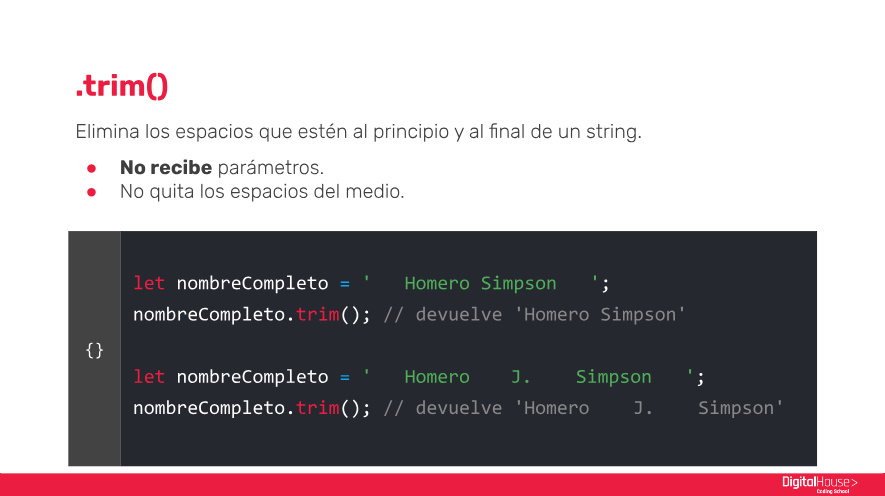 .trim()
Elimina los espacios que estén al principio y al final de un string.
● No recibe parámetros.
● No quita los espacios del medio.
let nombreCompleto = '   Homero Simpson   ';
nombreCompleto.trim(); // devuelve 'Homero Simpson'
{}
let nombreCompleto = '   Homero    J.    Simpson   ';
nombreCompleto.trim(); // devuelve 'Homero    J.    Simpson'
DigitalHouse>
Coding School